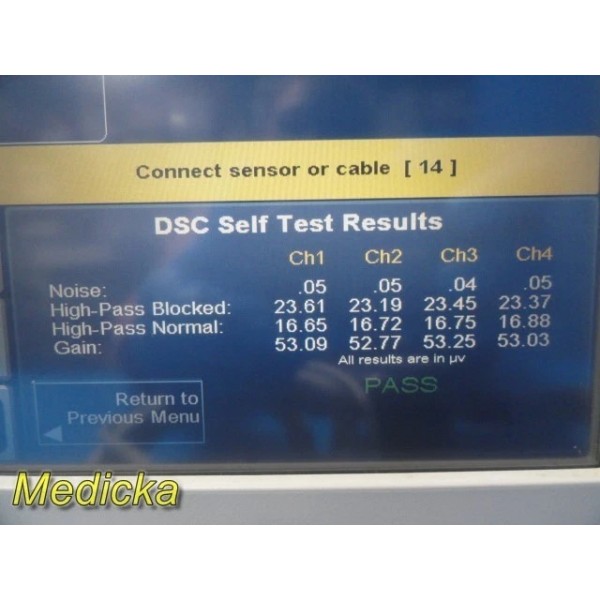 Connect sensor or cable [ 14 ]
DSC Self Test Results
Ch1 Ch2 Ch3 Ch4
Noise: .05 .05 .04 .05
High-Pass Blocked: 23.61 23.19 23.45 23.37
High-Pass Normal: 16.65 16.72 16.75 16.88
Gain: 53.09 52.77 53.25 53.03
All results are in μv
PASS
Return to
Previous Menu
Medicka